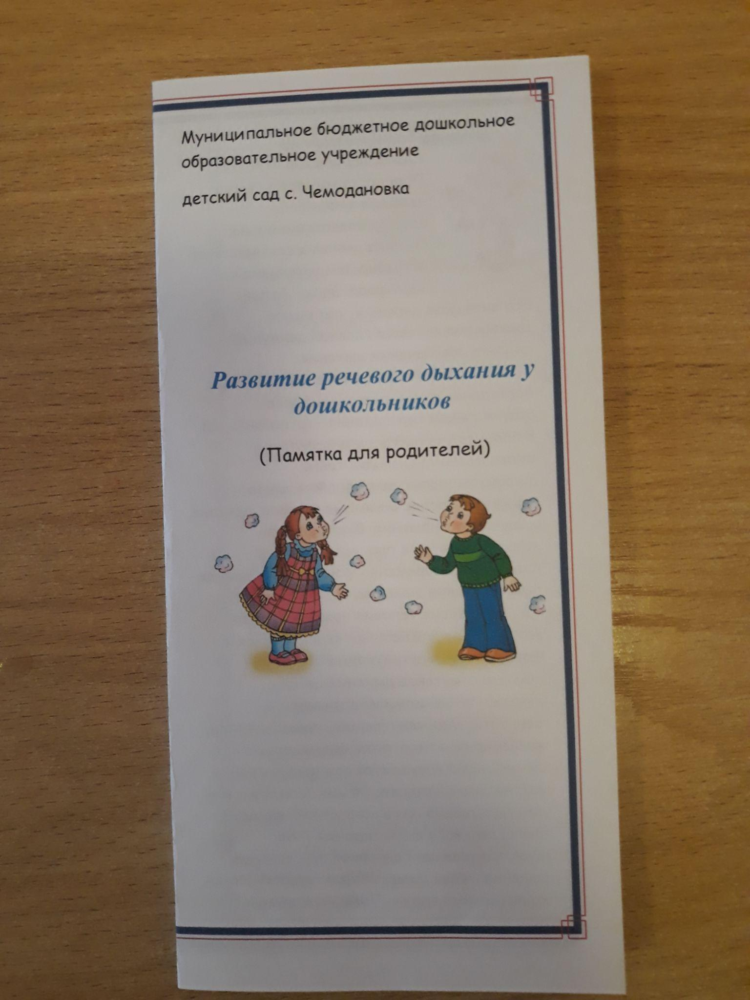 Муниципальное бюджетное дошкольное
образовательное учреждение
детский сад с. Чемодановка
Развитие речевого дыхания у
дошкольников
(Памятка для родителей)